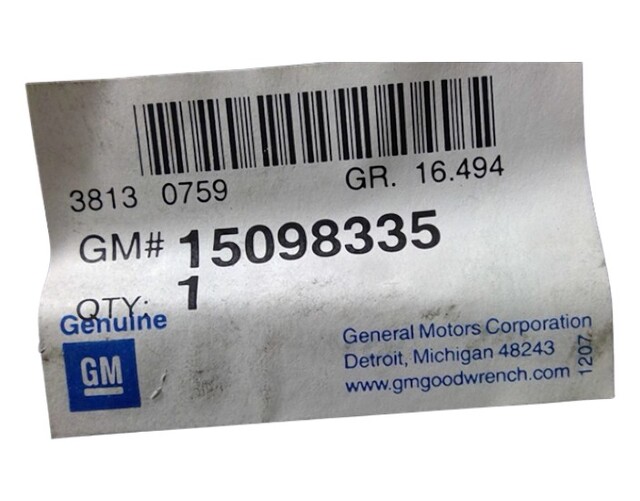 3813 0759 GR. 16.494
GM# 15098335
QTY: 1
Genuine
GM
General Motors Corporation
Detroit, Michigan 48243
www.gmgoodwrench.com
1207